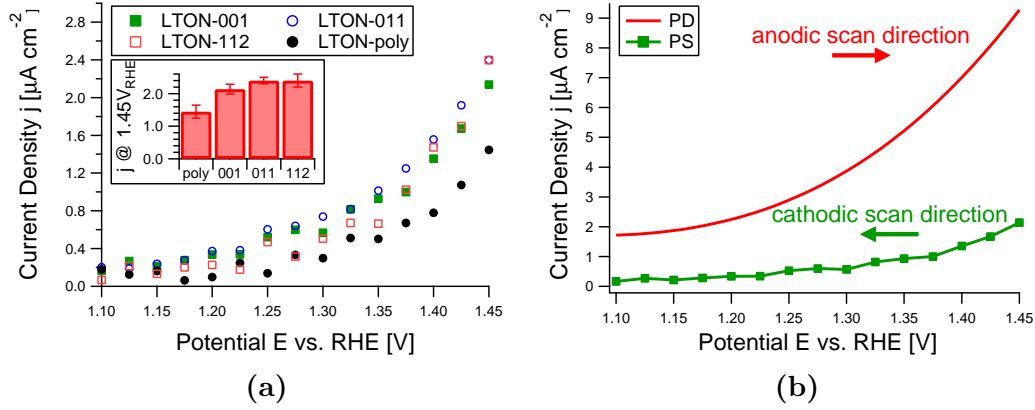 2.8
2.4
2.0
1.6
1.2
0.8
0.4
0.0
Current Density j [µA cm⁻²]
LTON-001
LTON-011
LTON-112
LTON-poly
j @ 1.45V_RHE
2.0
1.0
0.0
poly 001 011 112
1.10 1.15 1.20 1.25 1.30 1.35 1.40 1.45
Potential E vs. RHE [V]
(a)
9
8
7
6
5
4
3
2
1
0
Current Density j [µA cm⁻²]
PD
PS
anodic scan direction
cathodic scan direction
1.10 1.15 1.20 1.25 1.30 1.35 1.40 1.45
Potential E vs. RHE [V]
(b)